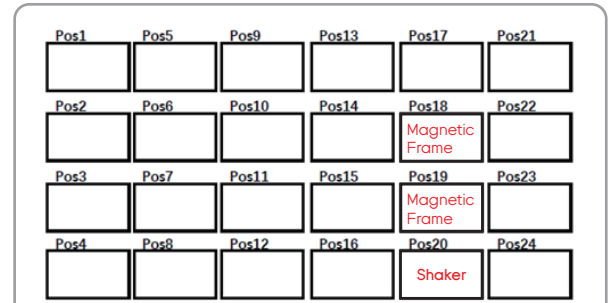 Pos1 Pos5 Pos9 Pos13 Pos17 Pos21
Pos2 Pos6 Pos10 Pos14 Pos18 Pos22
Magnetic
Frame
Pos3 Pos7 Pos11 Pos15 Pos19 Pos23
Magnetic
Frame
Pos4 Pos8 Pos12 Pos16 Pos20 Pos24
Shaker